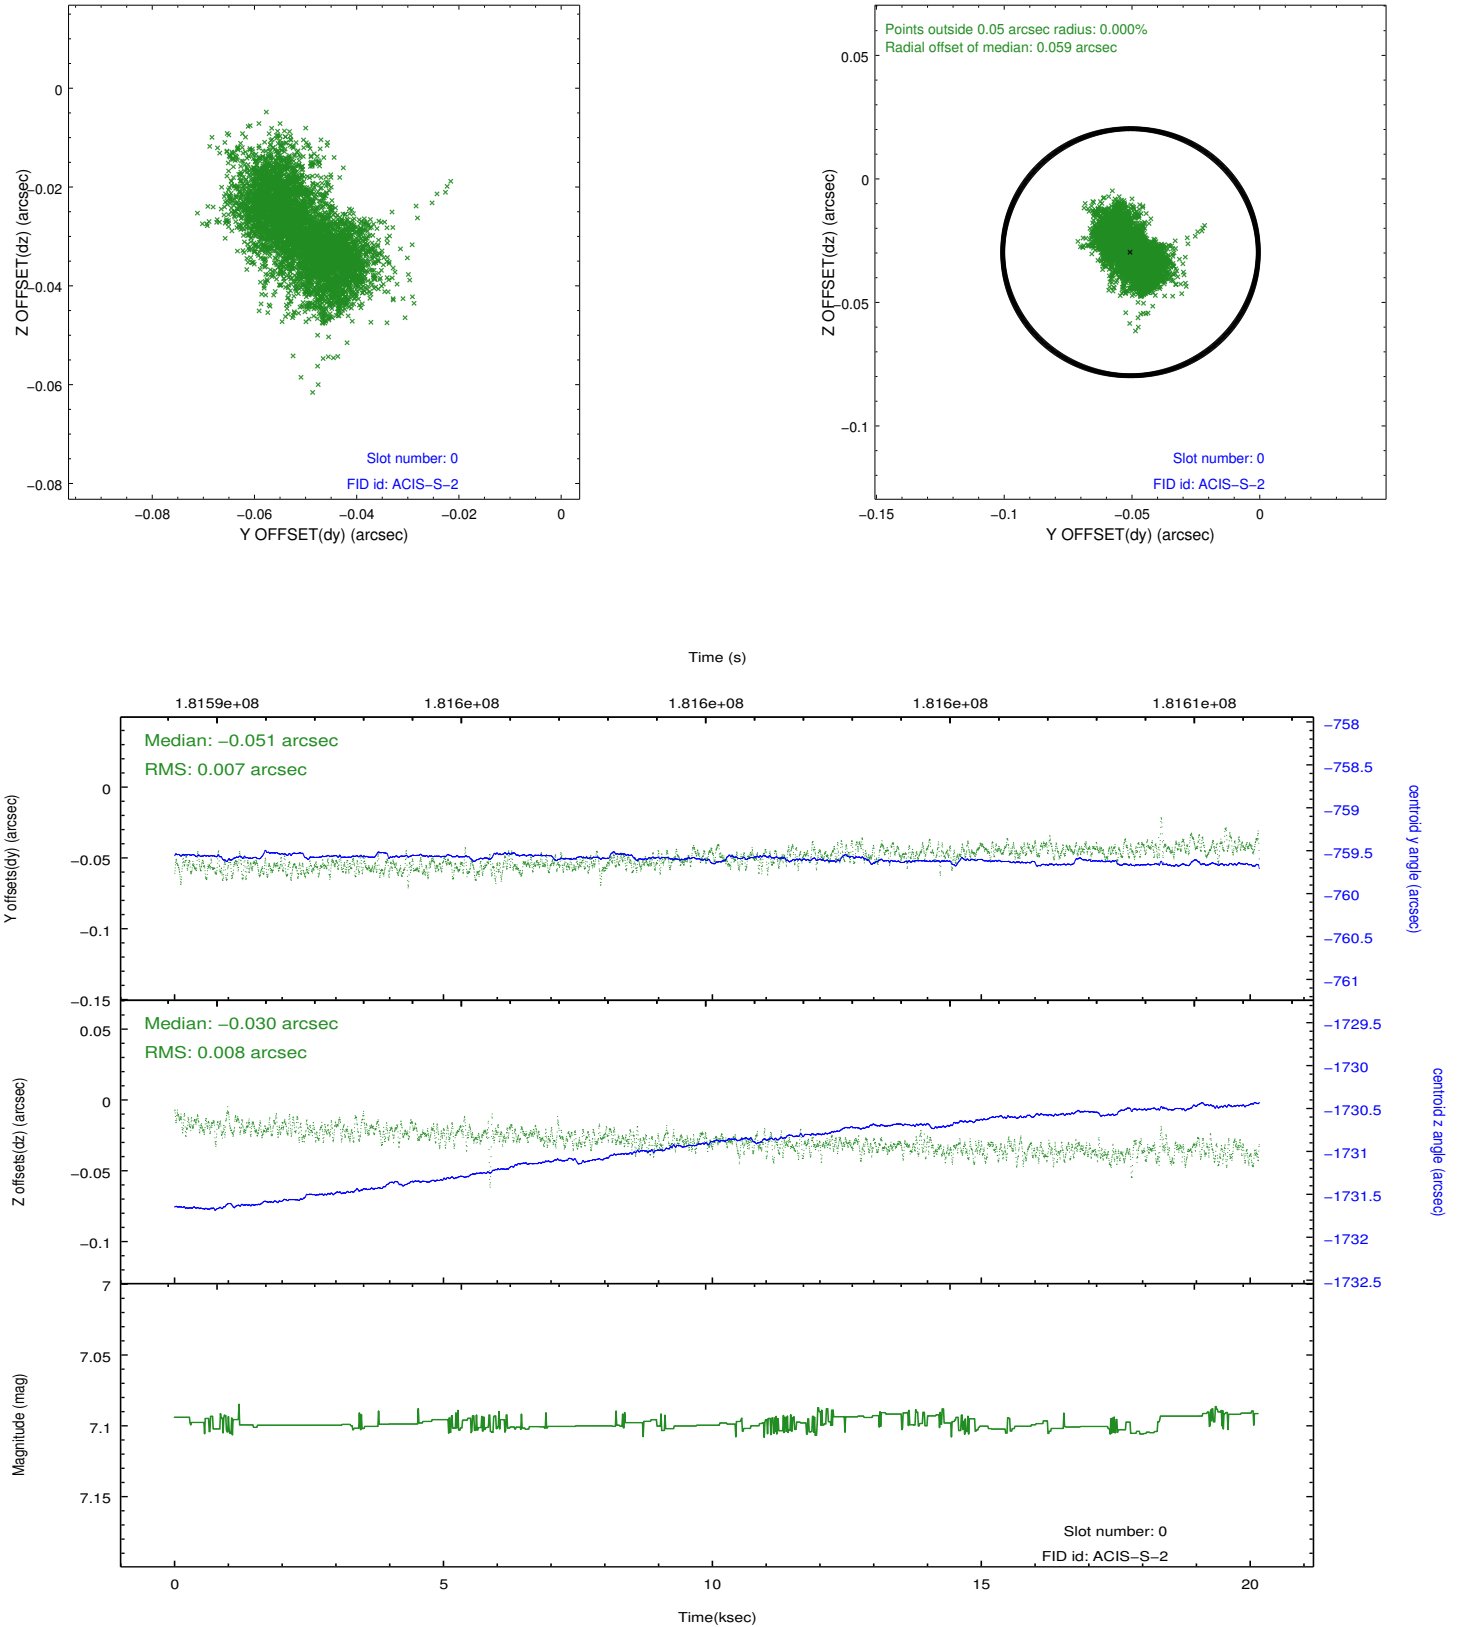 0
−0.02
−0.04
−0.06
−0.08
Z OFFSET(dz) (arcsec)
Slot number: 0
FID id: ACIS−S−2
−0.08
−0.06
−0.04
−0.02
0
Y OFFSET(dy) (arcsec)
Points outside 0.05 arcsec radius: 0.000%
Radial offset of median: 0.059 arcsec
0.05
0
−0.05
−0.1
Z OFFSET(dz) (arcsec)
Slot number: 0
FID id: ACIS−S−2
−0.15
−0.1
−0.05
0
Y OFFSET(dy) (arcsec)
Time (s)
1.8159e+08
1.816e+08
1.816e+08
1.816e+08
1.8161e+08
Median: −0.051 arcsec
RMS: 0.007 arcsec
0
−0.05
−0.1
−0.15
Y offsets(dy) (arcsec)
−758
−758.5
−759
−759.5
−760
−760.5
−761
centroid y angle (arcsec)
Median: −0.030 arcsec
RMS: 0.008 arcsec
0.05
0
−0.05
−0.1
Z offsets(dz) (arcsec)
−1729.5
−1730
−1730.5
−1731
−1731.5
−1732
−1732.5
centroid z angle (arcsec)
7
7.05
7.1
7.15
Magnitude (mag)
Slot number: 0
FID id: ACIS−S−2
0
5
10
15
20
Time(ksec)